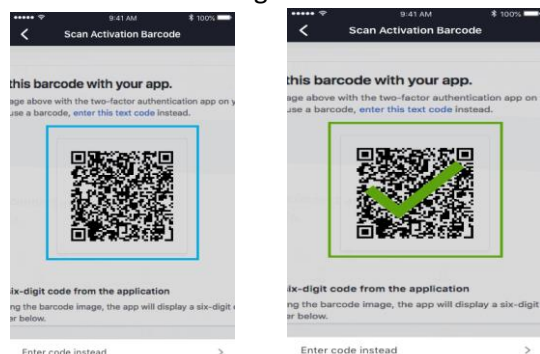 9:41 AM 100%
Scan Activation Barcode
this barcode with your app.
age above with the two-factor authentication app on y
use a barcode, enter this text code instead.
ix-digit code from the application
ng the barcode image, the app will display a six-digit
er below.
Enter code instead >
9:41 AM 100%
Scan Activation Barcode
this barcode with your app.
age above with the two-factor authentication app on
use a barcode, enter this text code instead.
ix-digit code from the application
ng the barcode image, the app will display a six-digit
er below.
Enter code instead >